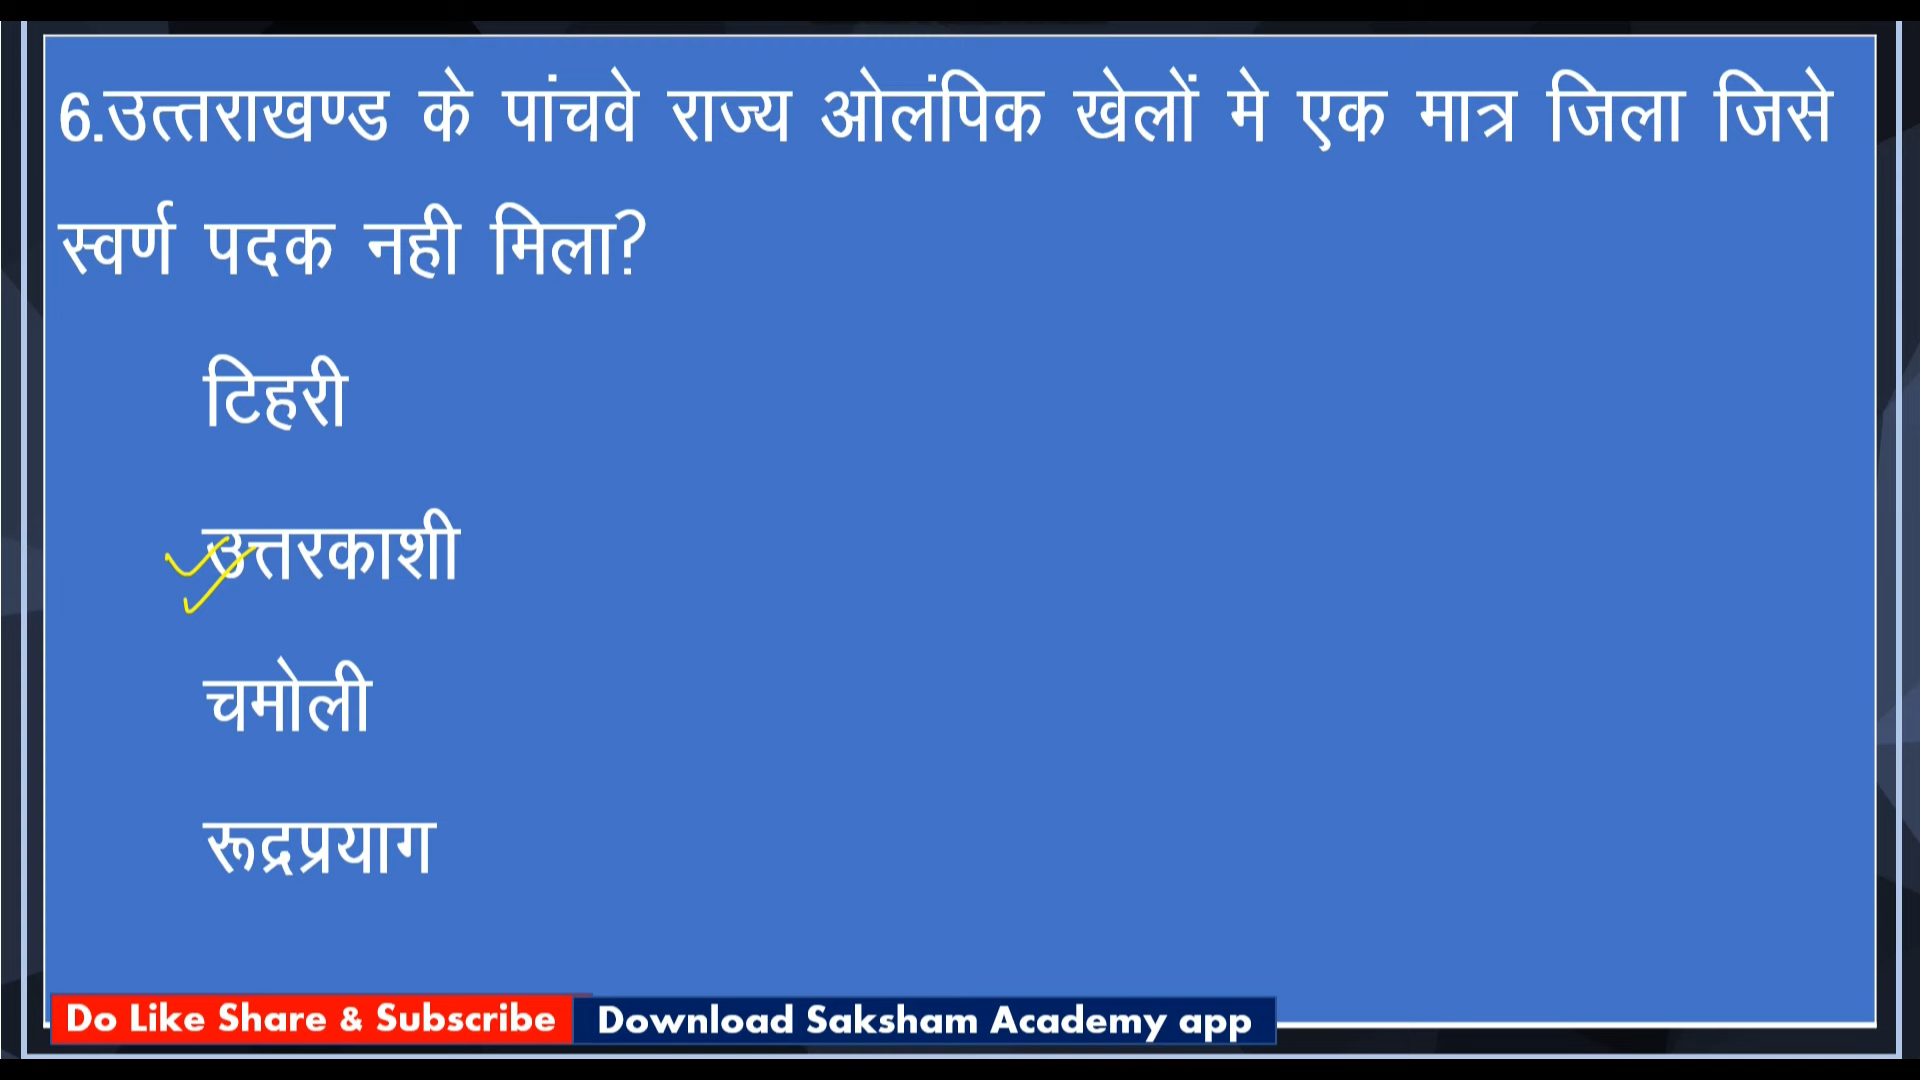 6.उत्तराखण्ड के पांचवे राज्य ओलंपिक खेलों मे एक मात्र जिला जिसे
स्वर्ण पदक नही मिला?
टिहरी
उत्तरकाशी
चमोली
रूद्रप्रयाग
Do Like Share & Subscribe Download Saksham Academy app